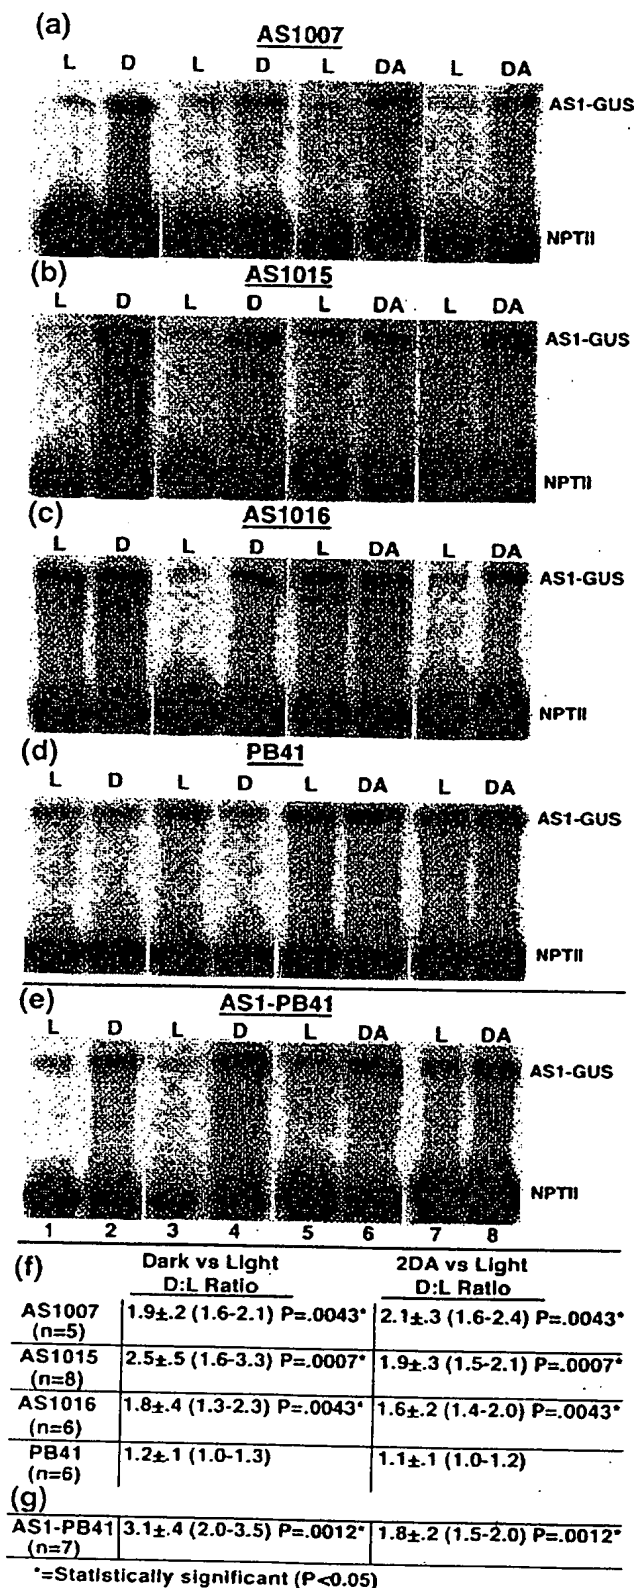 (a)
AS1007
L D L D L DA L DA
AS1-GUS
NPTII
(b)
AS1015
L D L D L DA L DA
AS1-GUS
NPTII
(c)
AS1016
L D L D L DA L DA
AS1-GUS
NPTII
(d)
PB41
L D L D L DA L DA
AS1-GUS
NPTII
(e)
AS1-PB41
L D L D L DA L DA
AS1-GUS
NPTII
1 2 3 4 5 6 7 8
(f)
Dark vs Light 2DA vs Light
D:L Ratio D:L Ratio
AS1007 1.9±.2 (1.6-2.1) P=.0043* 2.1±.3 (1.6-2.4) P=.0043*
(n=5)
AS1015 2.5±.5 (1.6-3.3) P=.0007* 1.9±.3 (1.5-2.1) P=.0007*
(n=8)
AS1016 1.8±.4 (1.3-2.3) P=.0043* 1.6±.2 (1.4-2.0) P=.0043*
(n=6)
PB41 1.2±.1 (1.0-1.3) 1.1±.1 (1.0-1.2)
(n=6)
(g)
AS1-PB41 3.1±.4 (2.0-3.5) P=.0012* 1.8±.2 (1.5-2.0) P=.0012*
(n=7)
*=Statistically significant (P<0.05)